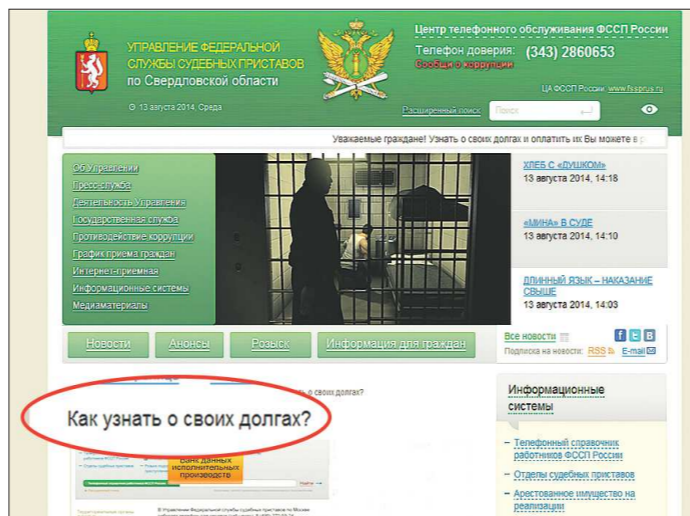 УПРАВЛЕНИЕ ФЕДЕРАЛЬНОЙ
СЛУЖБЫ СУДЕБНЫХ ПРИСТАВОВ
по Свердловской области
13 августа 2014, Среда
Центр телефонного обслуживания ФССП России
Телефон доверия: (343) 2860653
Сообщи о коррупции
ЦА ФССП России www.fssprus.ru
Расширенный поиск
Поиск
Уважаемые граждане! Узнать о своих долгах и оплатить их Вы можете в
Об Управлении
Пресс-служба
Деятельность Управления
Государственная служба
Противодействие коррупции
График приема граждан
Интернет-приемная
Информационные системы
Медиаматериалы
ХЛЕБ С «ДУШКОМ»
13 августа 2014, 14:18
«МИНА» В СУДЕ
13 августа 2014, 14:10
ДЛИННЫЙ ЯЗЫК – НАКАЗАНИЕ
СВЫШЕ
13 августа 2014, 14:03
Новости
Анонсы
Розыск
Информация для граждан
Все новости
Подписка на новости: RSS E-mail
о своих долгах?
Как узнать о своих долгах?
Банк данных
исполнительных
производств
Информационные
системы
– Телефонный справочник
работников ФССП России
– Отделы судебных приставов
– Арестованное имущество на
реализации